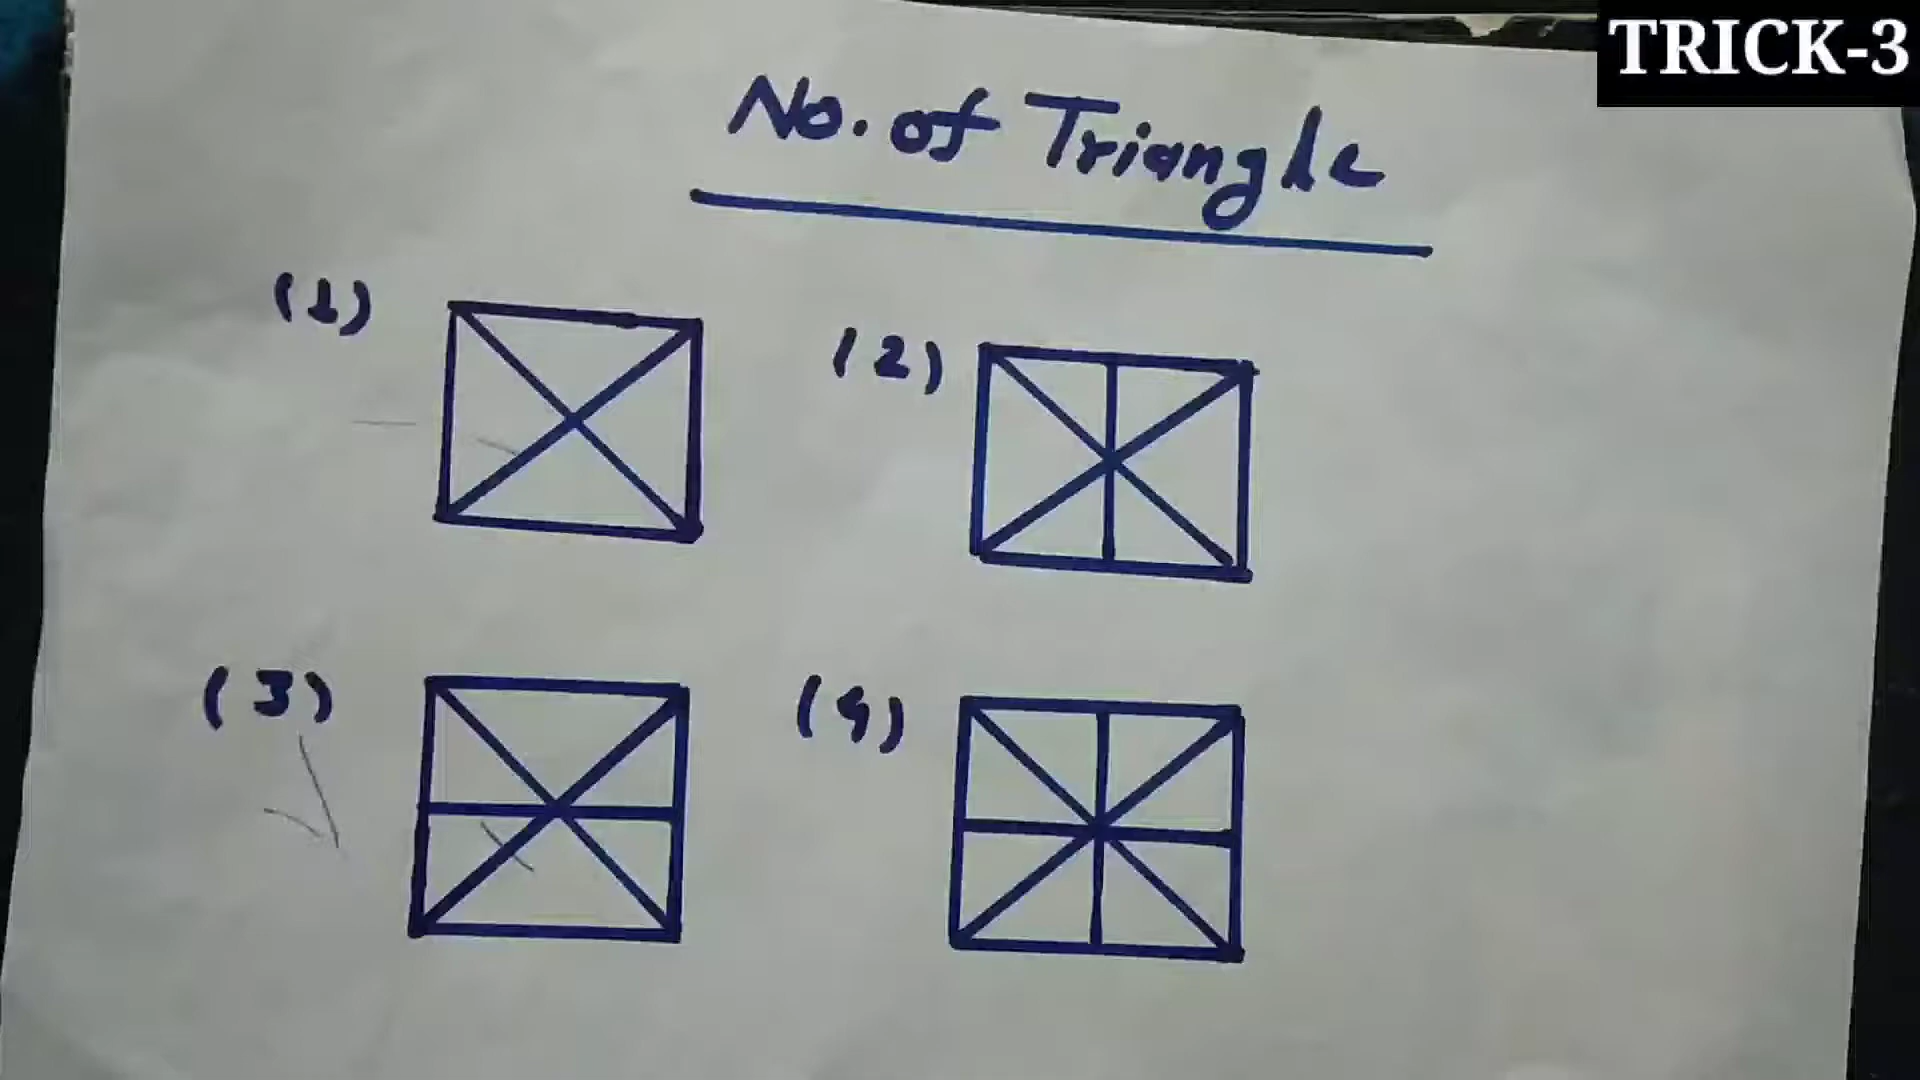 TRICK-3
No. of Triangle
(1)
(2)
(3)
(4)